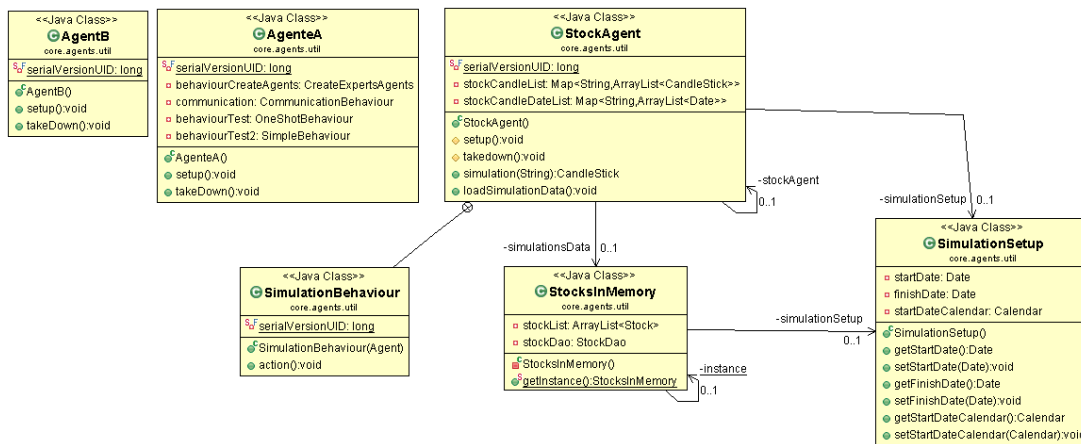 <<Java Class>>
AgentB
core.agents.util
serialVersionUID: long
AgentB()
setup():void
takeDown():void
<<Java Class>>
AgenteA
core.agents.util
serialVersionUID: long
behaviourCreateAgents: CreateExpertsAgents
communication: CommunicationBehaviour
behaviourTest: OneShotBehaviour
behaviourTest2: SimpleBehaviour
AgenteA()
setup():void
takeDown():void
<<Java Class>>
StockAgent
core.agents.util
serialVersionUID: long
stockCandleList: Map<String,ArrayList<CandleStick>>
stockCandleDateList: Map<String,ArrayList<Date>>
StockAgent()
setup():void
takedown():void
simulation(String):CandleStick
loadSimulationData():void
-stockAgent
0..1
-simulationSetup
0..1
-simulationsData
0..1
<<Java Class>>
SimulationBehaviour
core.agents.util
serialVersionUID: long
SimulationBehaviour(Agent)
action():void
<<Java Class>>
StocksInMemory
core.agents.util
stockList: ArrayList<Stock>
stockDao: StockDao
StocksInMemory()
getInstance():StocksInMemory
-simulationSetup
0..1
-instance
0..1
<<Java Class>>
SimulationSetup
core.agents.util
startDate: Date
finishDate: Date
startDateCalendar: Calendar
SimulationSetup()
getStartDate():Date
setStartDate(Date):void
getFinishDate():Date
setFinishDate(Date):void
getStartDateCalendar():Calendar
setStartDateCalendar(Calendar):void